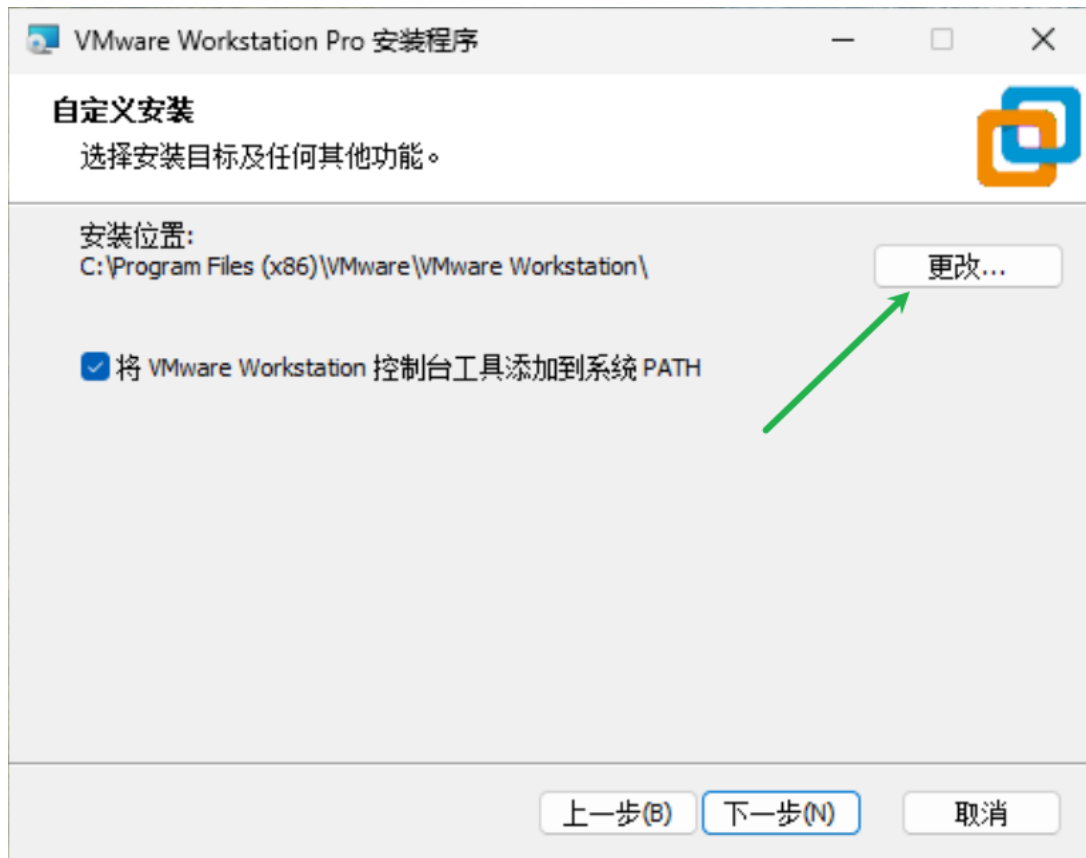 VMware Workstation Pro 安装程序
自定义安装
选择安装目标及任何其他功能。
安装位置:
C:\Program Files (x86)\VMware\VMware Workstation\
更改...
将 VMware Workstation 控制台工具添加到系统 PATH
上一步(B)
下一步(N)
取消